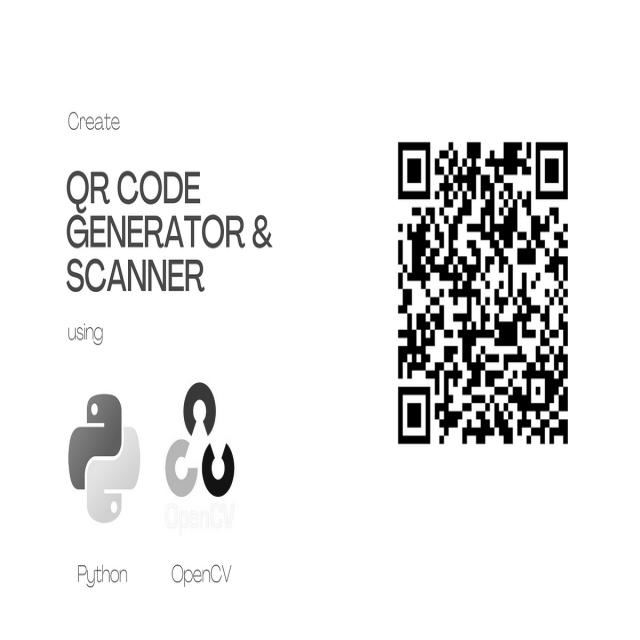 Create
QR CODE
GENERATOR &
SCANNER
using
OpenCV
Python
OpenCV